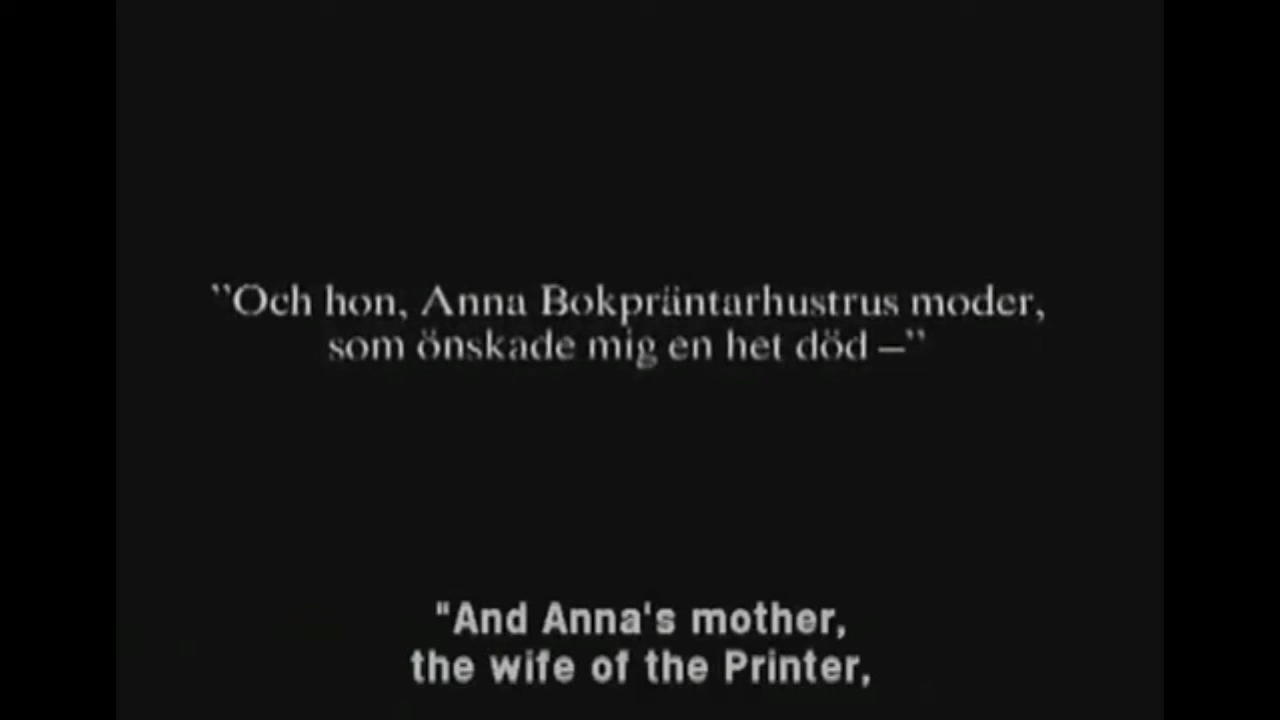 ”Och hon, Anna Bokpräntarhustrus moder,
som önskade mig en het död –”
"And Anna's mother,
the wife of the Printer,